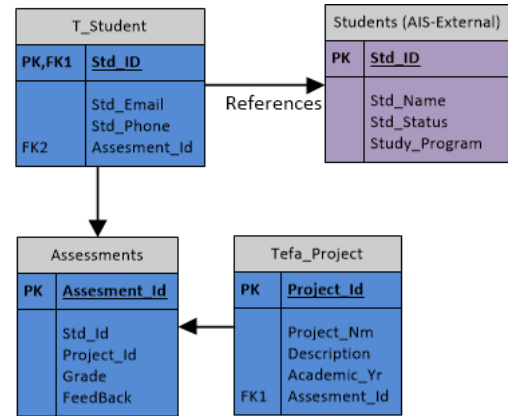 T_Student
PK,FK1 Std_ID
Std_Email
Std_Phone
FK2 Assesment_Id
References
Students (AIS-External)
PK Std_ID
Std_Name
Std_Status
Study_Program
Assessments
PK Assesment_Id
Std_Id
Project_Id
Grade
FeedBack
Tefa_Project
PK Project_Id
Project_Nm
Description
Academic_Yr
FK1 Assesment_Id